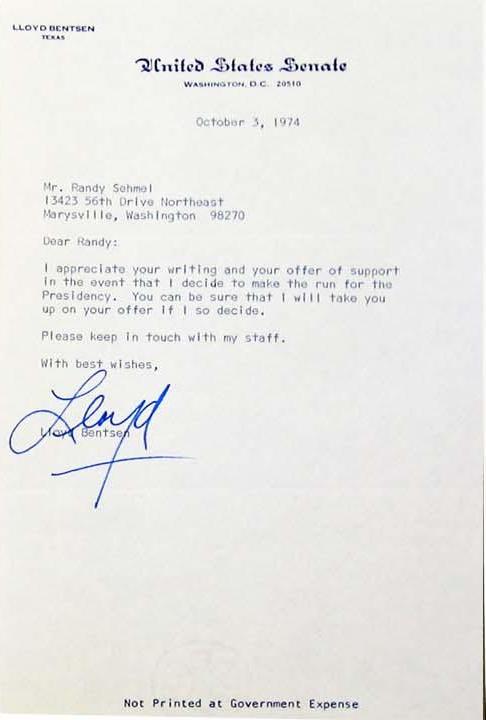 LLOYD BENTSEN
TEXAS
United States Senate
WASHINGTON, D.C. 20510
October 3, 1974
Mr. Randy Sehmel
13423 56th Drive Northeast
Marysville, Washington 98270
Dear Randy:
I appreciate your writing and your offer of support
in the event that I decide to make the run for the
Presidency. You can be sure that I will take you
up on your offer if I so decide.
Please keep in touch with my staff.
With best wishes,
Lloyd
Lloyd Bentsen
Not Printed at Government Expense